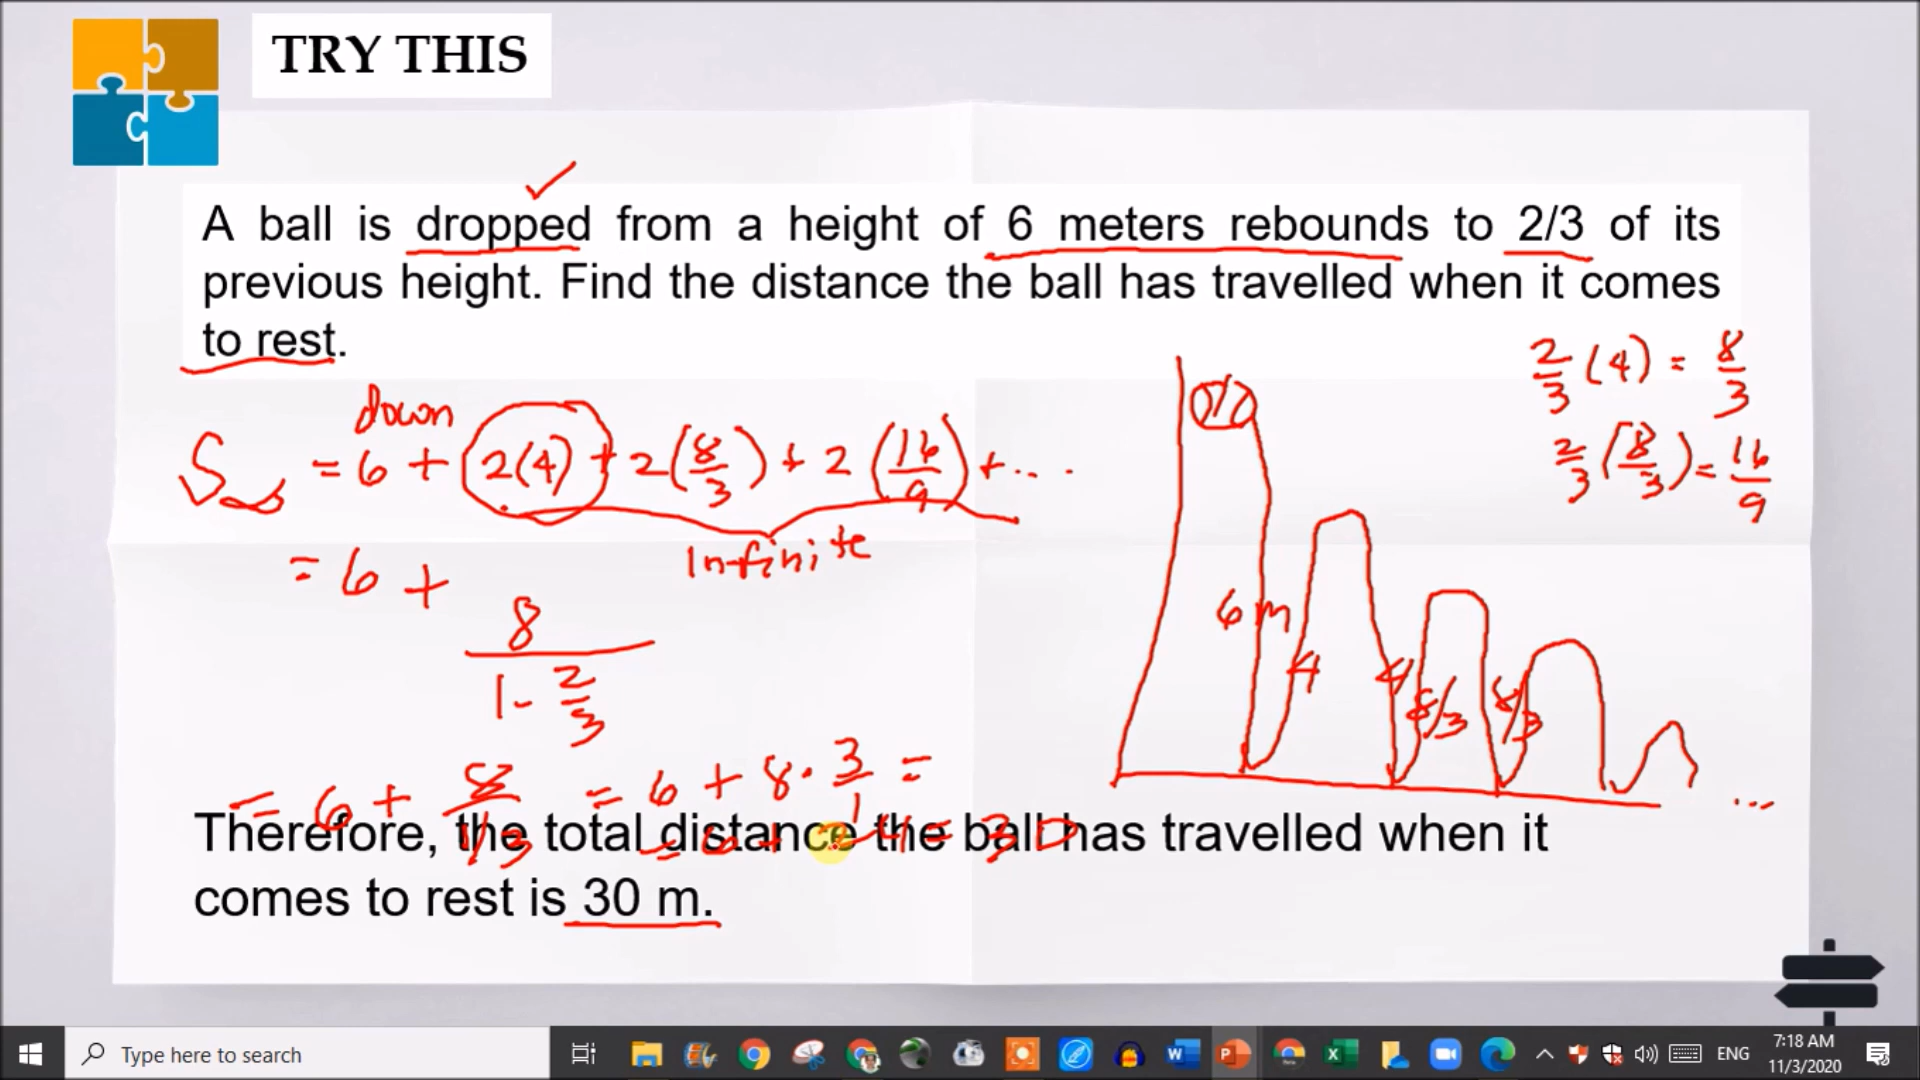 TRY THIS
A ball is dropped from a height of 6 meters rebounds to 2/3 of its
previous height. Find the distance the ball has travelled when it comes
to rest.
2/3 (4) = 8/3
2/3 (8/3) = 16/9
down
S∞ = 6 + 2(4) + 2(8/3) + 2(16/9) + ...
Infinite
= 6 + 8/(1 - 2/3)
6 m
4 4 8/3 8/3
...
= 6 + 8/(1/3) = 6 + 8 · 3/1 =
= 6 + 24 = 30
Therefore, the total distance the ball has travelled when it
comes to rest is 30 m.
Type here to search
ENG
7:18 AM
11/3/2020